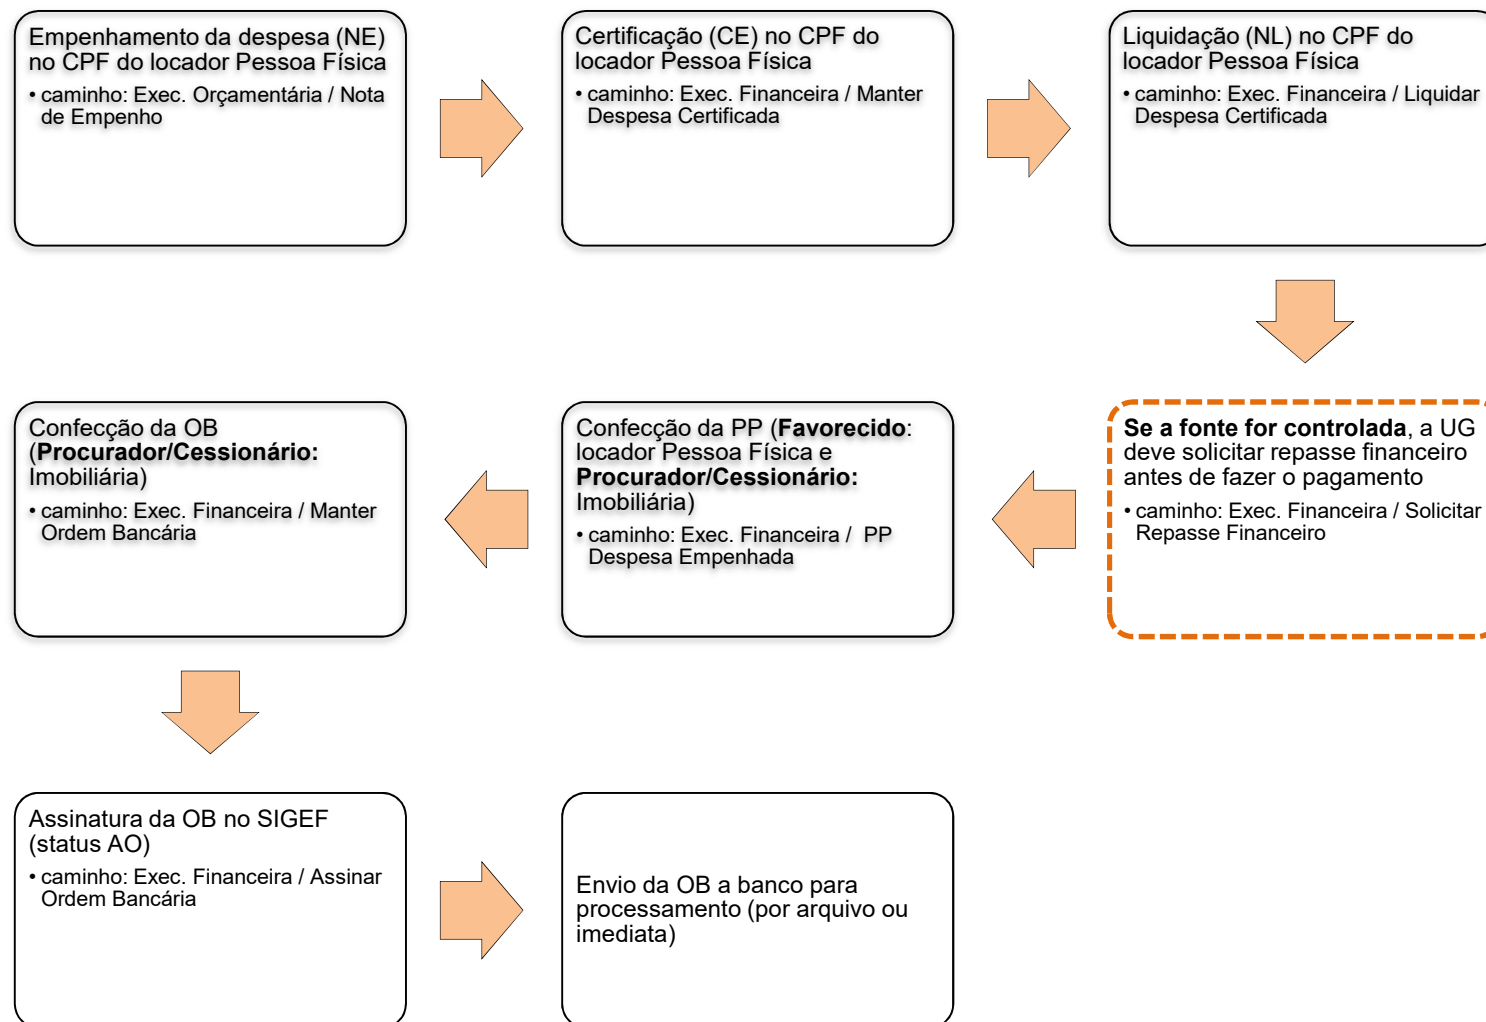 Empenhamento da despesa (NE)
no CPF do locador Pessoa Física
• caminho: Exec. Orçamentária / Nota
de Empenho
Certificação (CE) no CPF do
locador Pessoa Física
• caminho: Exec. Financeira / Manter
Despesa Certificada
Liquidação (NL) no CPF do
locador Pessoa Física
• caminho: Exec. Financeira / Liquidar
Despesa Certificada
Se a fonte for controlada, a UG
deve solicitar repasse financeiro
antes de fazer o pagamento
• caminho: Exec. Financeira / Solicitar
Repasse Financeiro
Confecção da PP (Favorecido:
locador Pessoa Física e
Procurador/Cessionário:
Imobiliária)
• caminho: Exec. Financeira / PP
Despesa Empenhada
Confecção da OB
(Procurador/Cessionário:
Imobiliária)
• caminho: Exec. Financeira / Manter
Ordem Bancária
Assinatura da OB no SIGEF
(status AO)
• caminho: Exec. Financeira / Assinar
Ordem Bancária
Envio da OB a banco para
processamento (por arquivo ou
imediata)